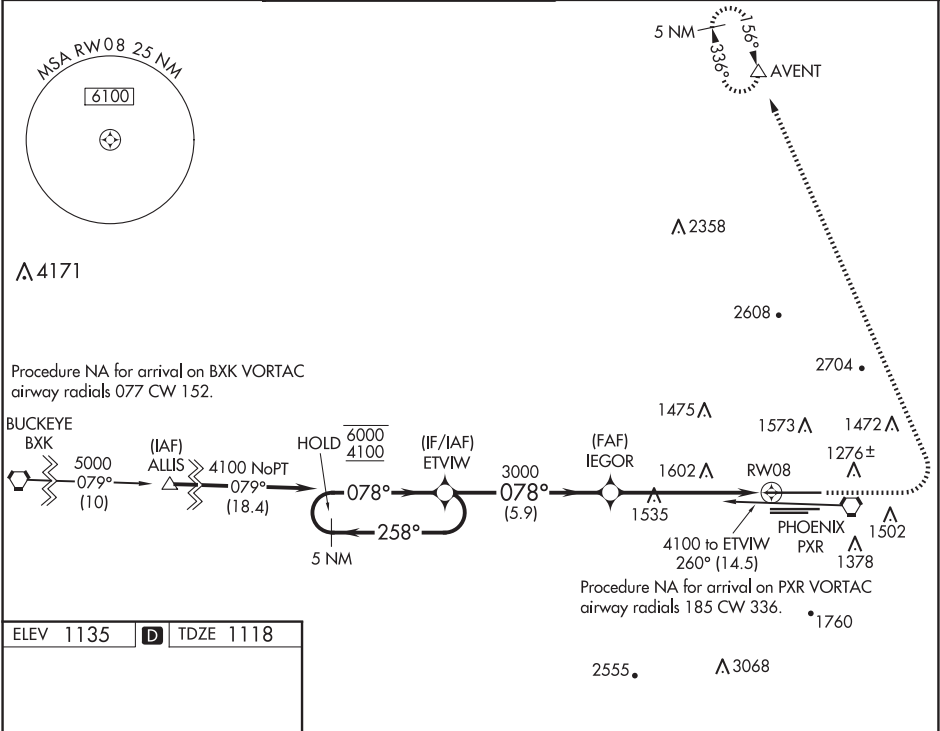 MSA RW08 25 NM
6100
5 NM
336°
156°
AVENT
2358
4171
2608
2704
Procedure NA for arrival on BXK VORTAC
airway radials 077 CW 152.
1475
1573
1472
BUCKEYE
BXK
5000
079°
(10)
(IAF)
ALLIS
4100 NoPT
079°
(18.4)
HOLD
6000
4100
078°
258°
5 NM
(IF/IAF)
ETVIW
3000
078°
(5.9)
(FAF)
IEGOR
1602
1535
RW08
1276±
PHOENIX
PXR
1502
1378
4100 to ETVIW
260° (14.5)
Procedure NA for arrival on PXR VORTAC
airway radials 185 CW 336.
1760
2555
3068
ELEV 1135 D TDZE 1118